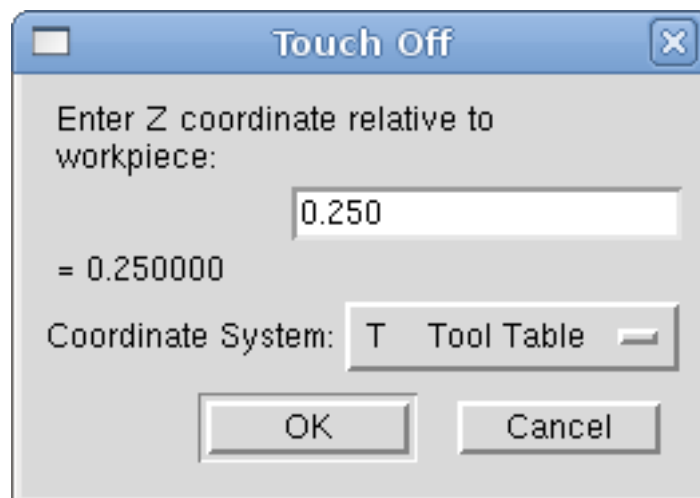 Touch Off
Enter Z coordinate relative to
workpiece:
0.250
= 0.250000
Coordinate System: T Tool Table
OK Cancel